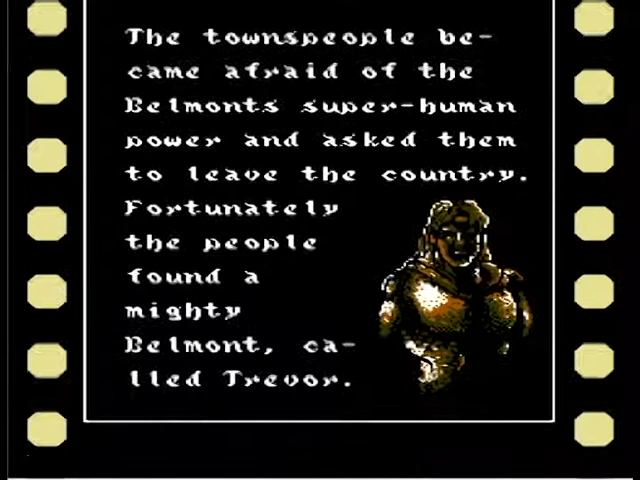 The townspeople be-
came afraid of the
Belmonts super-human
power and asked them
to leave the country.
Fortunately
the people
found a
mighty
Belmont, ca-
lled Trevor.